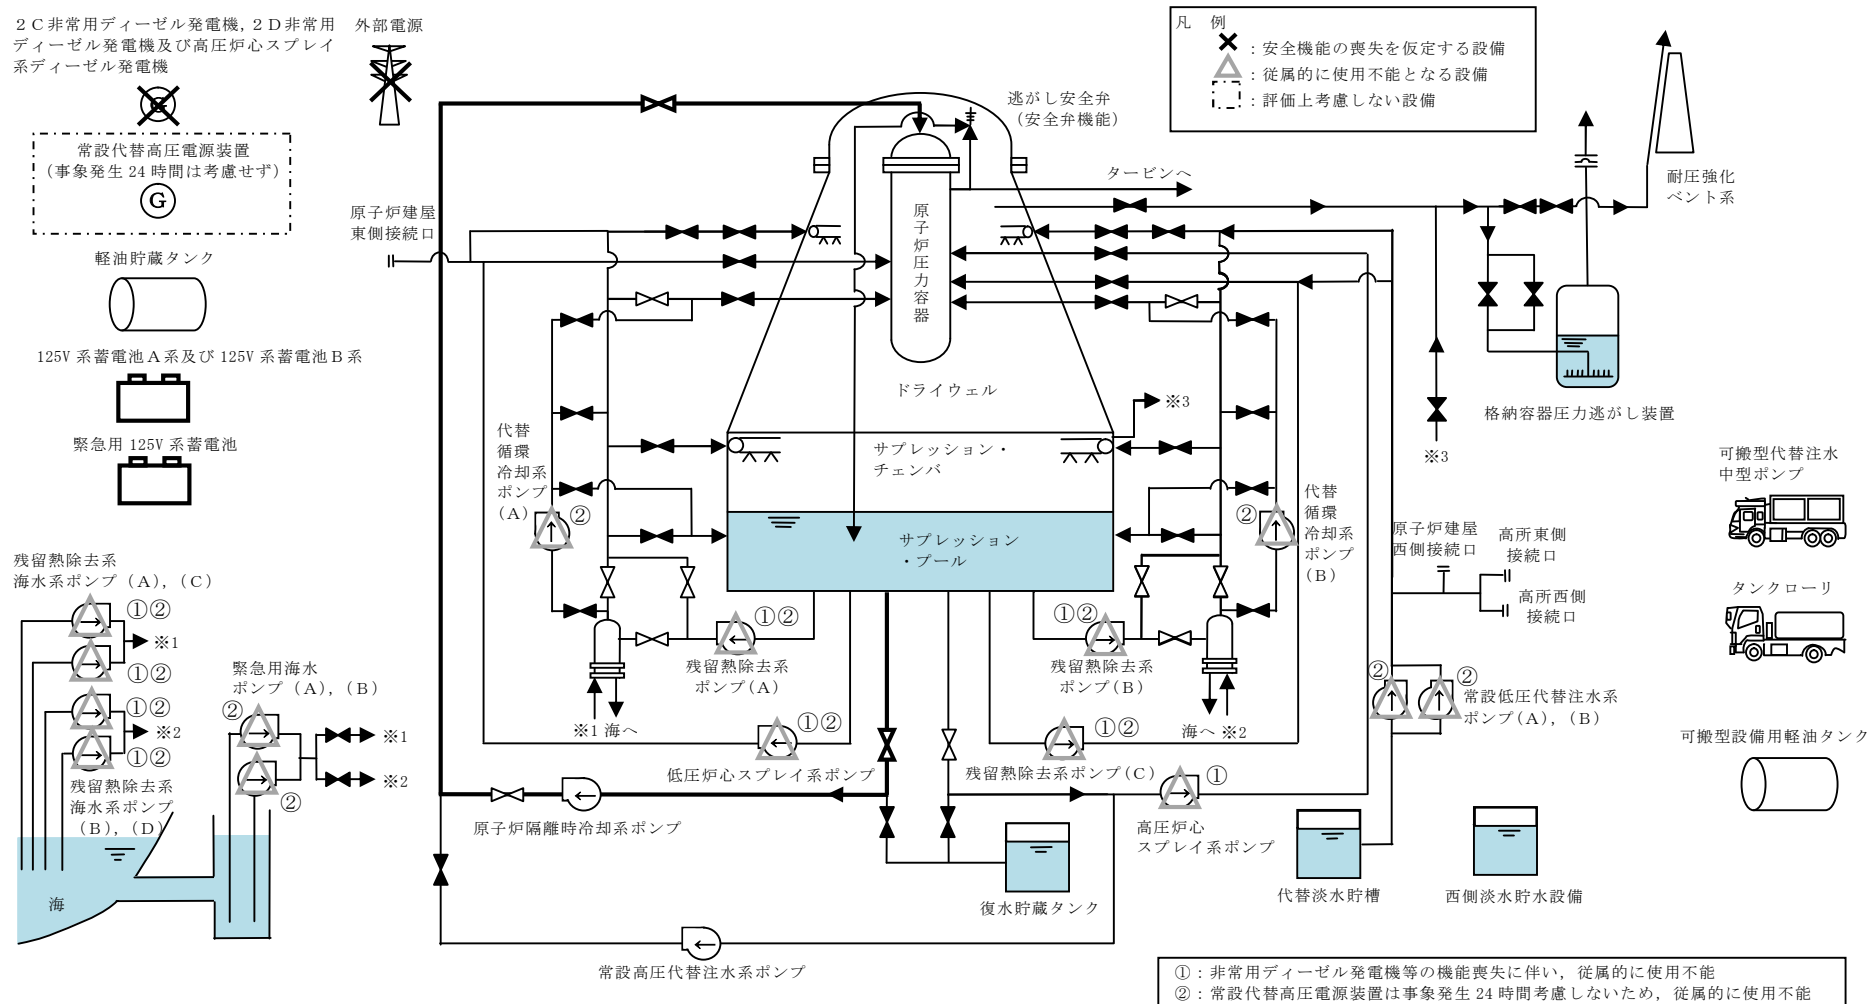 2C非常用ディーゼル発電機,2D非常用
ディーゼル発電機及び高圧炉心スプレイ
系ディーゼル発電機
外部電源
G
常設代替高圧電源装置
(事象発生24時間は考慮せず)
G
軽油貯蔵タンク
125V系蓄電池A系及び125V系蓄電池B系
緊急用125V系蓄電池
凡 例
:安全機能の喪失を仮定する設備
:従属的に使用不能となる設備
:評価上考慮しない設備
逃がし安全弁
(安全弁機能)
タービンへ
耐圧強化
ベント系
原子炉建屋
東側接続口
原子炉圧力容器
ドライウェル
※3
サプレッション・
チェンバ
サプレッション
・プール
代替
循環
冷却系
ポンプ
(A)
②
代替
循環
冷却系
ポンプ
(B)
②
格納容器圧力逃がし装置
※3
可搬型代替注水
中型ポンプ
タンクローリ
可搬型設備用軽油タンク
原子炉建屋
西側接続口
高所東側
接続口
高所西側
接続口
残留熱除去系
海水系ポンプ(A),(C)
①②
※1
①②
①②
※2
①②
残留熱除去系
海水系ポンプ
(B),(D)
海
緊急用海水
ポンプ(A),(B)
②
※1
※2
②
①②
残留熱除去系
ポンプ(A)
※1 海へ
①②
低圧炉心スプレイ系ポンプ
①②
残留熱除去系
ポンプ(B)
海へ ※2
①②
残留熱除去系ポンプ(C)
①
高圧炉心
スプレイ系ポンプ
②
②
常設低圧代替注水系
ポンプ(A),(B)
原子炉隔離時冷却系ポンプ
復水貯蔵タンク
代替淡水貯槽
西側淡水貯水設備
常設高圧代替注水系ポンプ
①:非常用ディーゼル発電機等の機能喪失に伴い,従属的に使用不能
②:常設代替高圧電源装置は事象発生24時間考慮しないため,従属的に使用不能